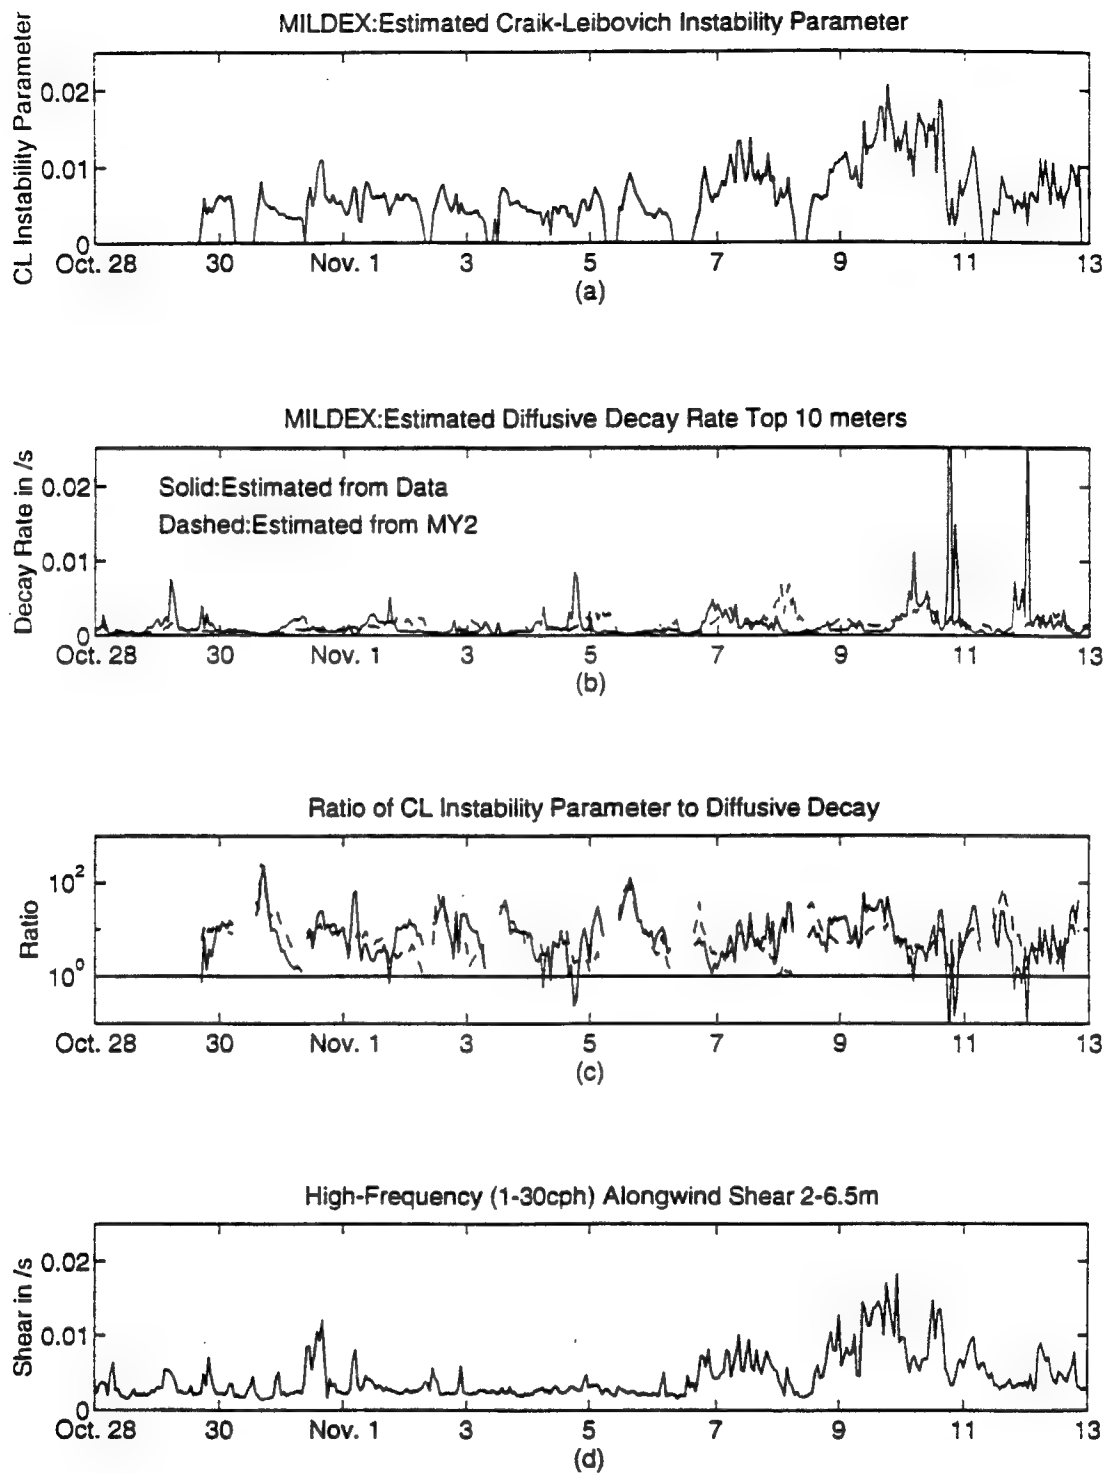 MILDEX:Estimated Craik-Leibovich Instability Parameter
CL Instability Parameter
0.02
0.01
0
Oct. 28 30 Nov. 1 3 5 7 9 11 13
(a)
MILDEX:Estimated Diffusive Decay Rate Top 10 meters
Decay Rate in /s
0.02
0.01
0
Solid:Estimated from Data
Dashed:Estimated from MY2
Oct. 28 30 Nov. 1 3 5 7 9 11 13
(b)
Ratio of CL Instability Parameter to Diffusive Decay
Ratio
10²
10⁰
Oct. 28 30 Nov. 1 3 5 7 9 11 13
(c)
High-Frequency (1-30cph) Alongwind Shear 2-6.5m
Shear in /s
0.02
0.01
0
Oct. 28 30 Nov. 1 3 5 7 9 11 13
(d)